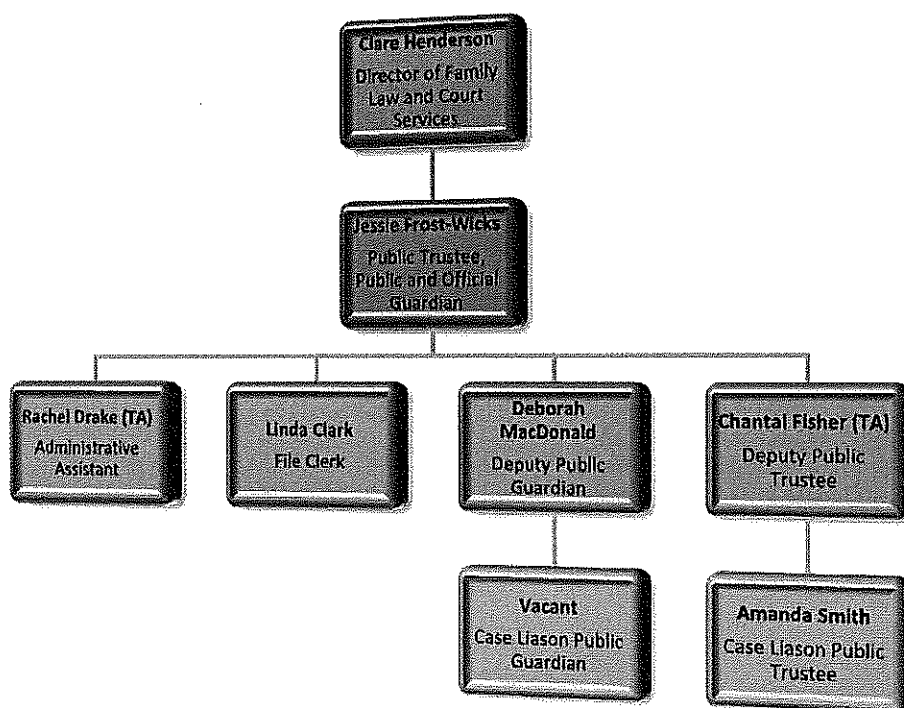 Clare Henderson
Director of Family
Law and Court
Services
Jessie Frost-Wicks
Public Trustee,
Public and Official
Guardian
Rachel Drake (TA)
Administrative
Assistant
Linda Clark
File Clerk
Deborah
MacDonald
Deputy Public
Guardian
Chantal Fisher (TA)
Deputy Public
Trustee
Vacant
Case Liason Public
Guardian
Amanda Smith
Case Liason Public
Trustee